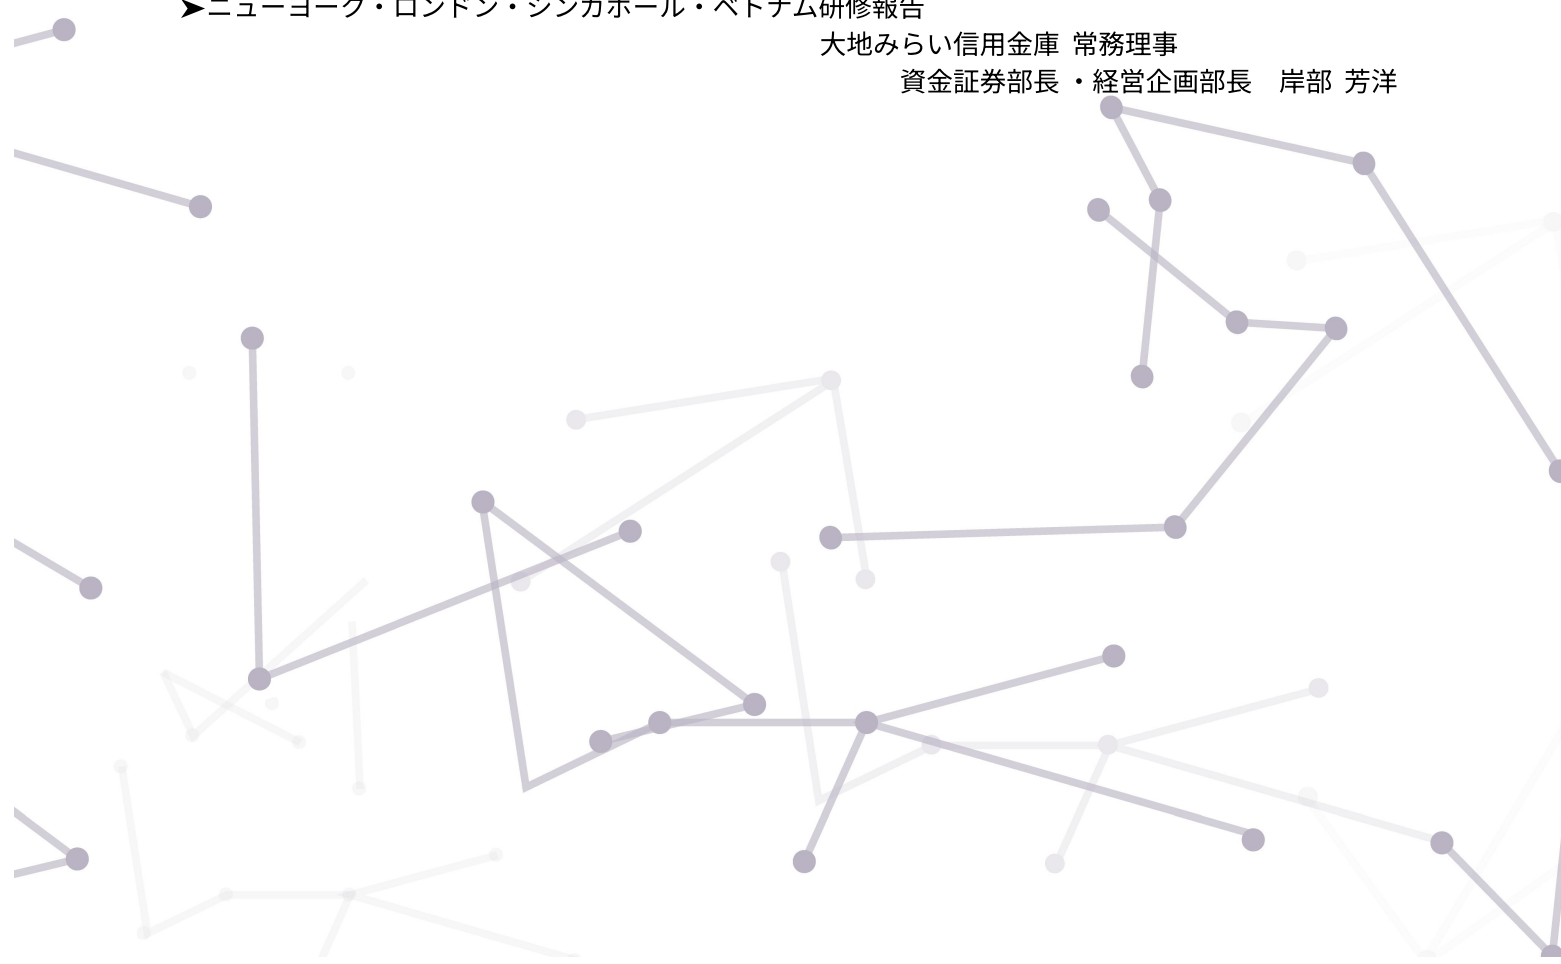 ➤ニューヨーク・ロンドン・シンガポール・ベトナム研修報告
大地みらい信用金庫 常務理事
資金証券部長 ・経営企画部長　岸部 芳洋